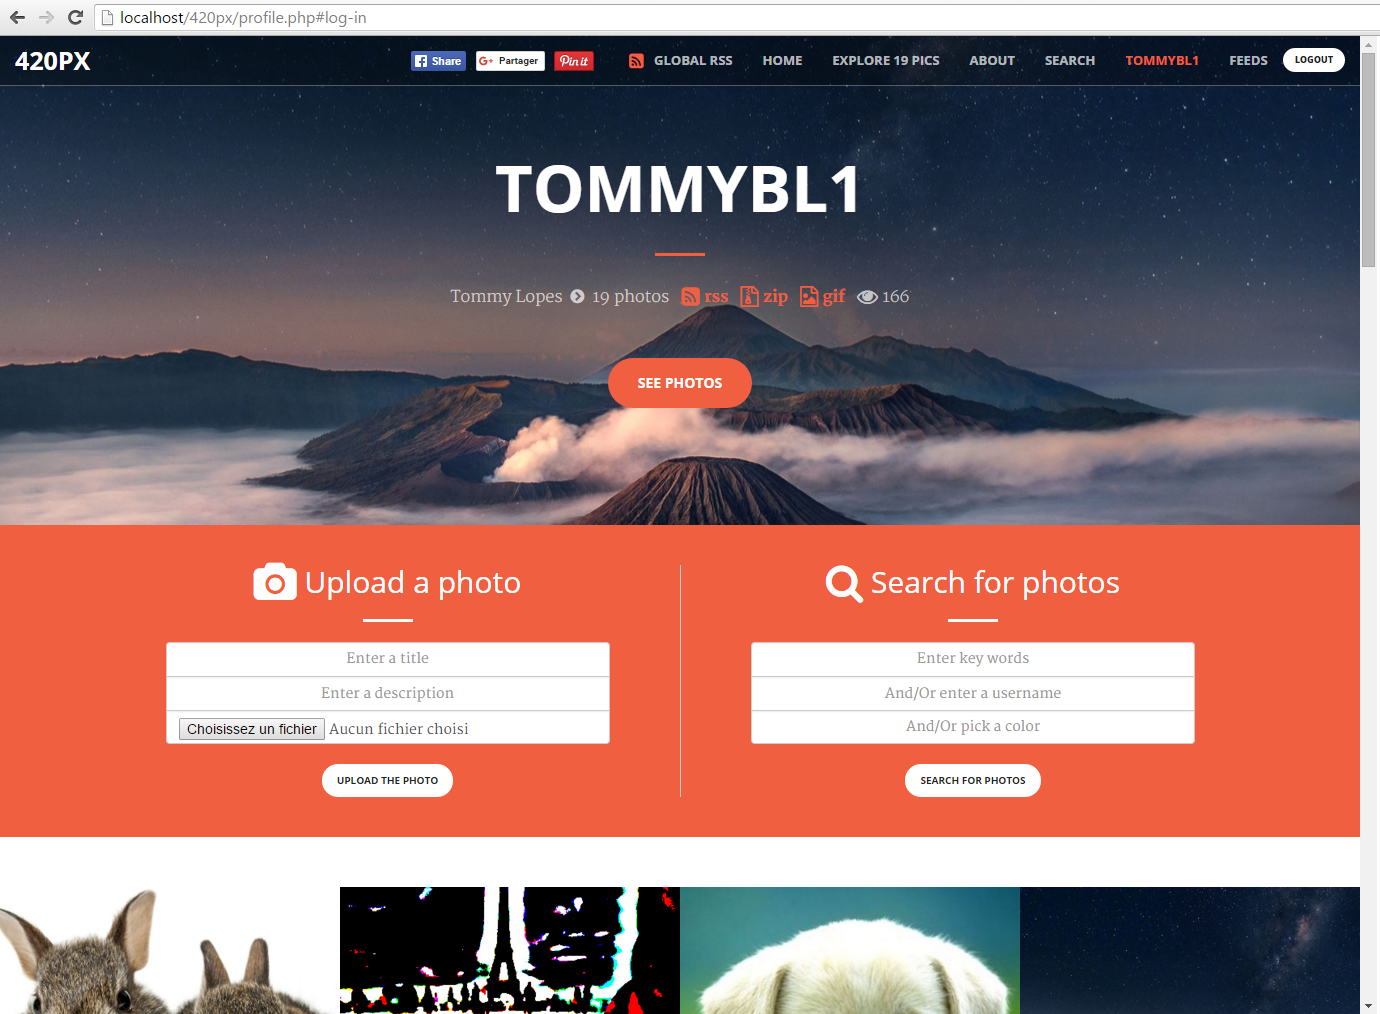 localhost/420px/profile.php#log-in
420PX
Share
G+ Partager
Pin it
GLOBAL RSS
HOME
EXPLORE 19 PICS
ABOUT
SEARCH
TOMMYBL1
FEEDS
LOGOUT
TOMMYBL1
Tommy Lopes 19 photos rss zip gif 166
SEE PHOTOS
Upload a photo
Enter a title
Enter a description
Choisissez un fichier Aucun fichier choisi
UPLOAD THE PHOTO
Search for photos
Enter key words
And/Or enter a username
And/Or pick a color
SEARCH FOR PHOTOS